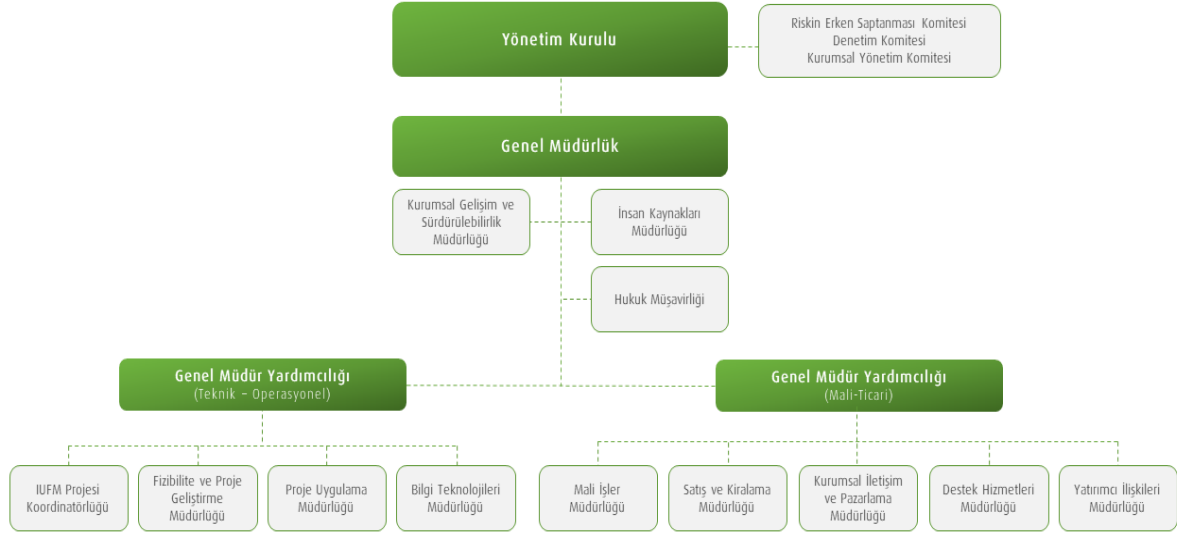 Yönetim Kurulu
Riskin Erken Saptanması Komitesi
Denetim Komitesi
Kurumsal Yönetim Komitesi
Genel Müdürlük
Kurumsal Gelişim ve
Sürdürülebilirlik
Müdürlüğü
İnsan Kaynakları
Müdürlüğü
Hukuk Müşavirliği
Genel Müdür Yardımcılığı
(Teknik – Operasyonel)
Genel Müdür Yardımcılığı
(Mali-Ticari)
IUFM Projesi
Koordinatörlüğü
Fizibilite ve Proje
Geliştirme
Müdürlüğü
Proje Uygulama
Müdürlüğü
Bilgi Teknolojileri
Müdürlüğü
Mali İşler
Müdürlüğü
Satış ve Kiralama
Müdürlüğü
Kurumsal İletişim
ve Pazarlama
Müdürlüğü
Destek Hizmetleri
Müdürlüğü
Yatırımcı İlişkileri
Müdürlüğü